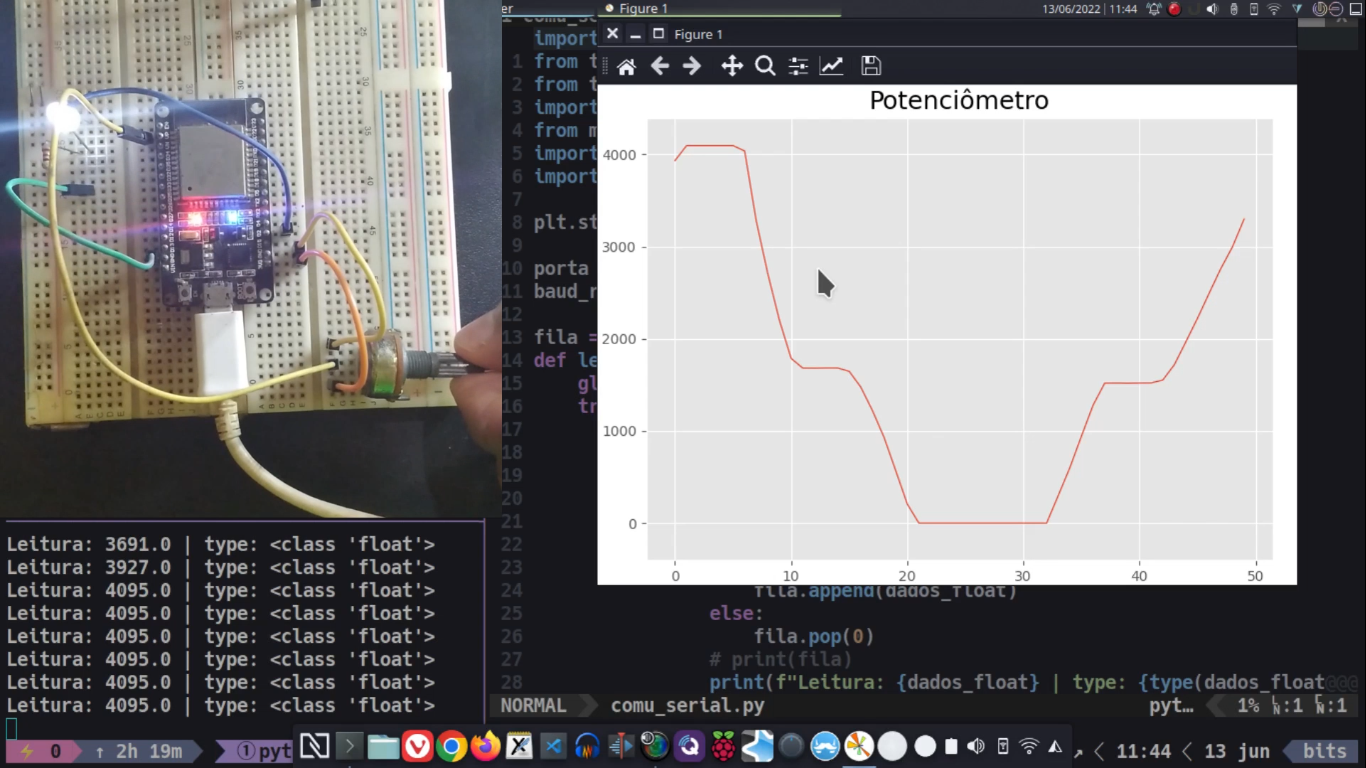 er
Figure 1
13/06/2022 | 11:44
1 comu_se
Figure 1
import
1 from t
2 from t
3 import
4 from m
5 import
6 import
7
8 plt.st
9
10 porta
11 baud_r
12
13 fila =
14 def le
15 gl
16 tr
17
18
19
20
21
22
23
24 fila.append(dados_float)
25 else:
26 fila.pop(0)
27 # print(fila)
28 print(f"Leitura: {dados_float} | type: {type(dados_float@@@
Potenciômetro
4000
3000
2000
1000
0
0 10 20 30 40 50
Leitura: 3691.0 | type: <class 'float'>
Leitura: 3927.0 | type: <class 'float'>
Leitura: 4095.0 | type: <class 'float'>
Leitura: 4095.0 | type: <class 'float'>
Leitura: 4095.0 | type: <class 'float'>
Leitura: 4095.0 | type: <class 'float'>
Leitura: 4095.0 | type: <class 'float'>
Leitura: 4095.0 | type: <class 'float'>
NORMAL comu_serial.py pyt… 1% LN:1 LN:1
0 ↑ 2h 19m 1 pyt
11:44 13 jun bits